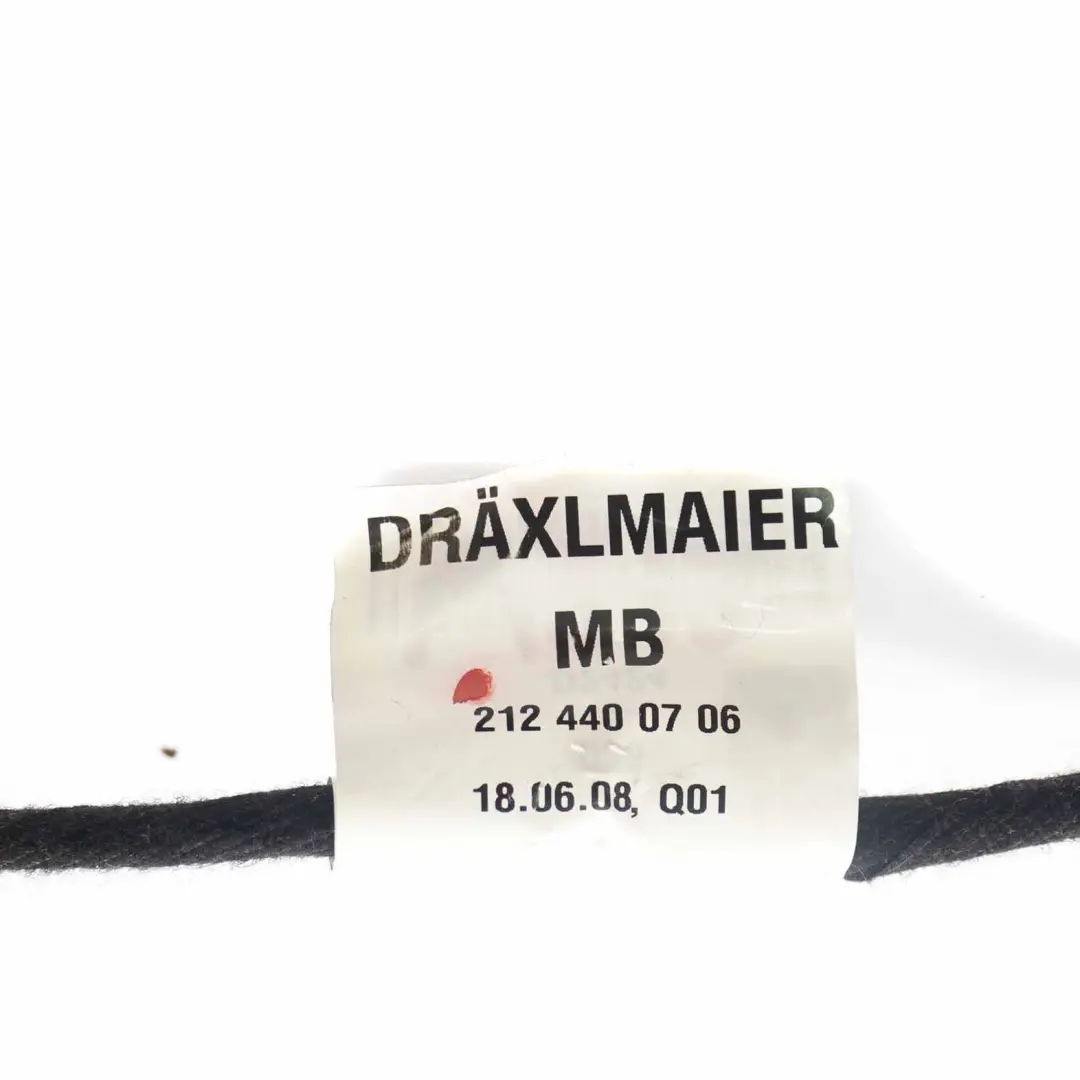 DRÄXLMAIER
MB
212 440 07 06
18.06.08, Q01